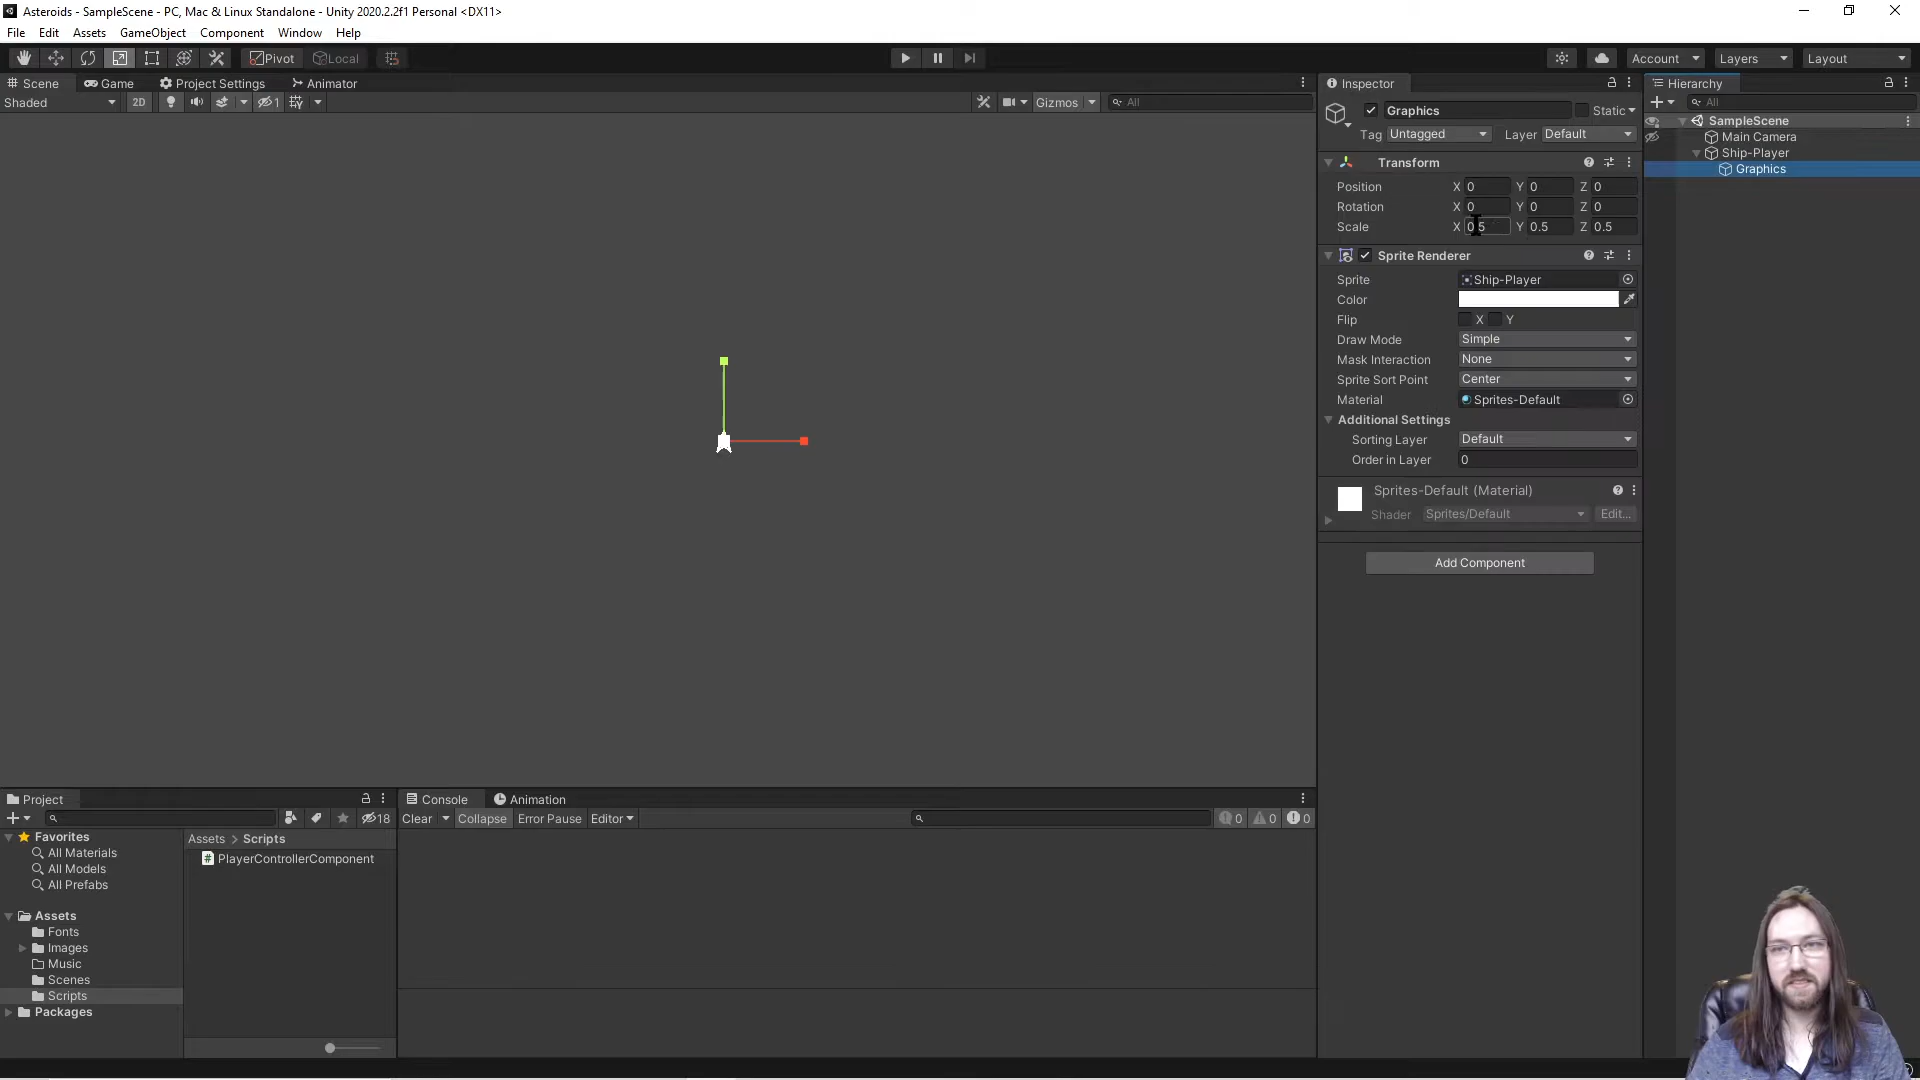 Asteroids - SampleScene - PC, Mac & Linux Standalone - Unity 2020.2.2f1 Personal <DX11>
File Edit Assets GameObject Component Window Help
Pivot Local Account Layers Layout
Scene Game Project Settings Animator
Shaded 2D 1 Gizmos All
Inspector
Graphics Static
Tag Untagged Layer Default
Transform
Position X 0 Y 0 Z 0
Rotation X 0 Y 0 Z 0
Scale X 0.5 Y 0.5 Z 0.5
Sprite Renderer
Sprite Ship-Player
Color
Flip X Y
Draw Mode Simple
Mask Interaction None
Sprite Sort Point Center
Material Sprites-Default
Additional Settings
Sorting Layer Default
Order in Layer 0
Sprites-Default (Material)
Shader Sprites/Default Edit...
Add Component
Hierarchy
All
SampleScene
Main Camera
Ship-Player
Graphics
Project
18
Favorites
All Materials
All Models
All Prefabs
Assets
Fonts
Images
Music
Scenes
Scripts
Packages
Assets > Scripts
PlayerControllerComponent
Console Animation
Clear Collapse Error Pause Editor 0 0 0